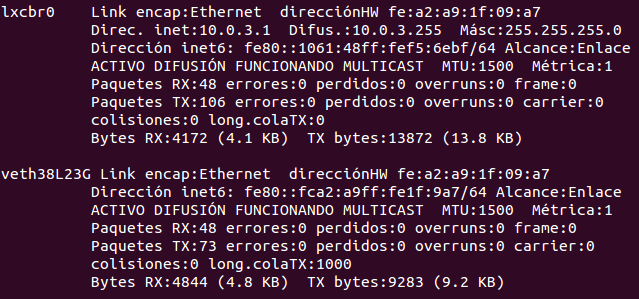 lxcbr0 Link encap:Ethernet direcciónHW fe:a2:a9:1f:09:a7
Direc. inet:10.0.3.1 Difus.:10.0.3.255 Másc:255.255.255.0
Dirección inet6: fe80::1061:48ff:fef5:6ebf/64 Alcance:Enlace
ACTIVO DIFUSIÓN FUNCIONANDO MULTICAST MTU:1500 Métrica:1
Paquetes RX:48 errores:0 perdidos:0 overruns:0 frame:0
Paquetes TX:106 errores:0 perdidos:0 overruns:0 carrier:0
colisiones:0 long.colaTX:0
Bytes RX:4172 (4.1 KB) TX bytes:13872 (13.8 KB)
veth38L23G Link encap:Ethernet direcciónHW fe:a2:a9:1f:09:a7
Dirección inet6: fe80::fca2:a9ff:fe1f:9a7/64 Alcance:Enlace
ACTIVO DIFUSIÓN FUNCIONANDO MULTICAST MTU:1500 Métrica:1
Paquetes RX:48 errores:0 perdidos:0 overruns:0 frame:0
Paquetes TX:73 errores:0 perdidos:0 overruns:0 carrier:0
colisiones:0 long.colaTX:1000
Bytes RX:4844 (4.8 KB) TX bytes:9283 (9.2 KB)